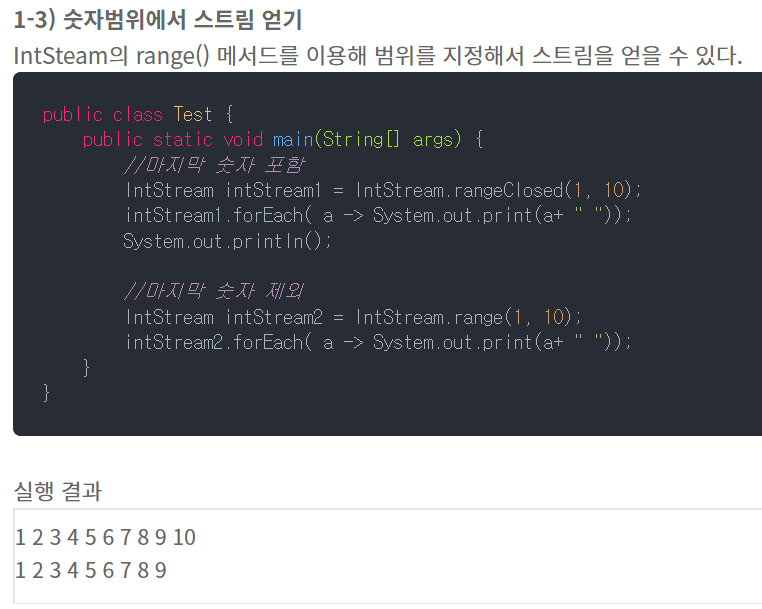 1-3) 숫자범위에서 스트림 얻기
IntSteam의 range() 메서드를 이용해 범위를 지정해서 스트림을 얻을 수 있다.
public class Test {
    public static void main(String[] args) {
        //마지막 숫자 포함
        IntStream intStream1 = IntStream.rangeClosed(1, 10);
        intStream1.forEach( a -> System.out.print(a+ " "));
        System.out.println();

        //마지막 숫자 제외
        IntStream intStream2 = IntStream.range(1, 10);
        intStream2.forEach( a -> System.out.print(a+ " "));
    }
}
실행 결과
1 2 3 4 5 6 7 8 9 10
1 2 3 4 5 6 7 8 9